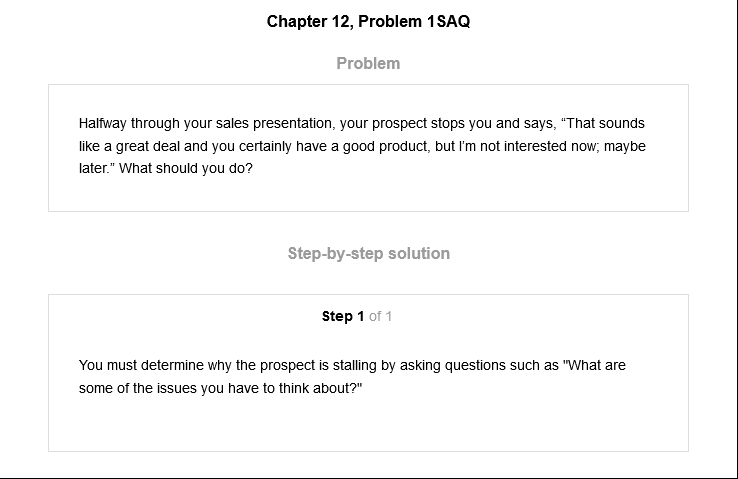 Chapter 12, Problem 1SAQ
Problem
Halfway through your sales presentation, your prospect stops you and says, “That sounds
like a great deal and you certainly have a good product, but I’m not interested now; maybe
later.” What should you do?
Step-by-step solution
Step 1 of 1
You must determine why the prospect is stalling by asking questions such as "What are
some of the issues you have to think about?"